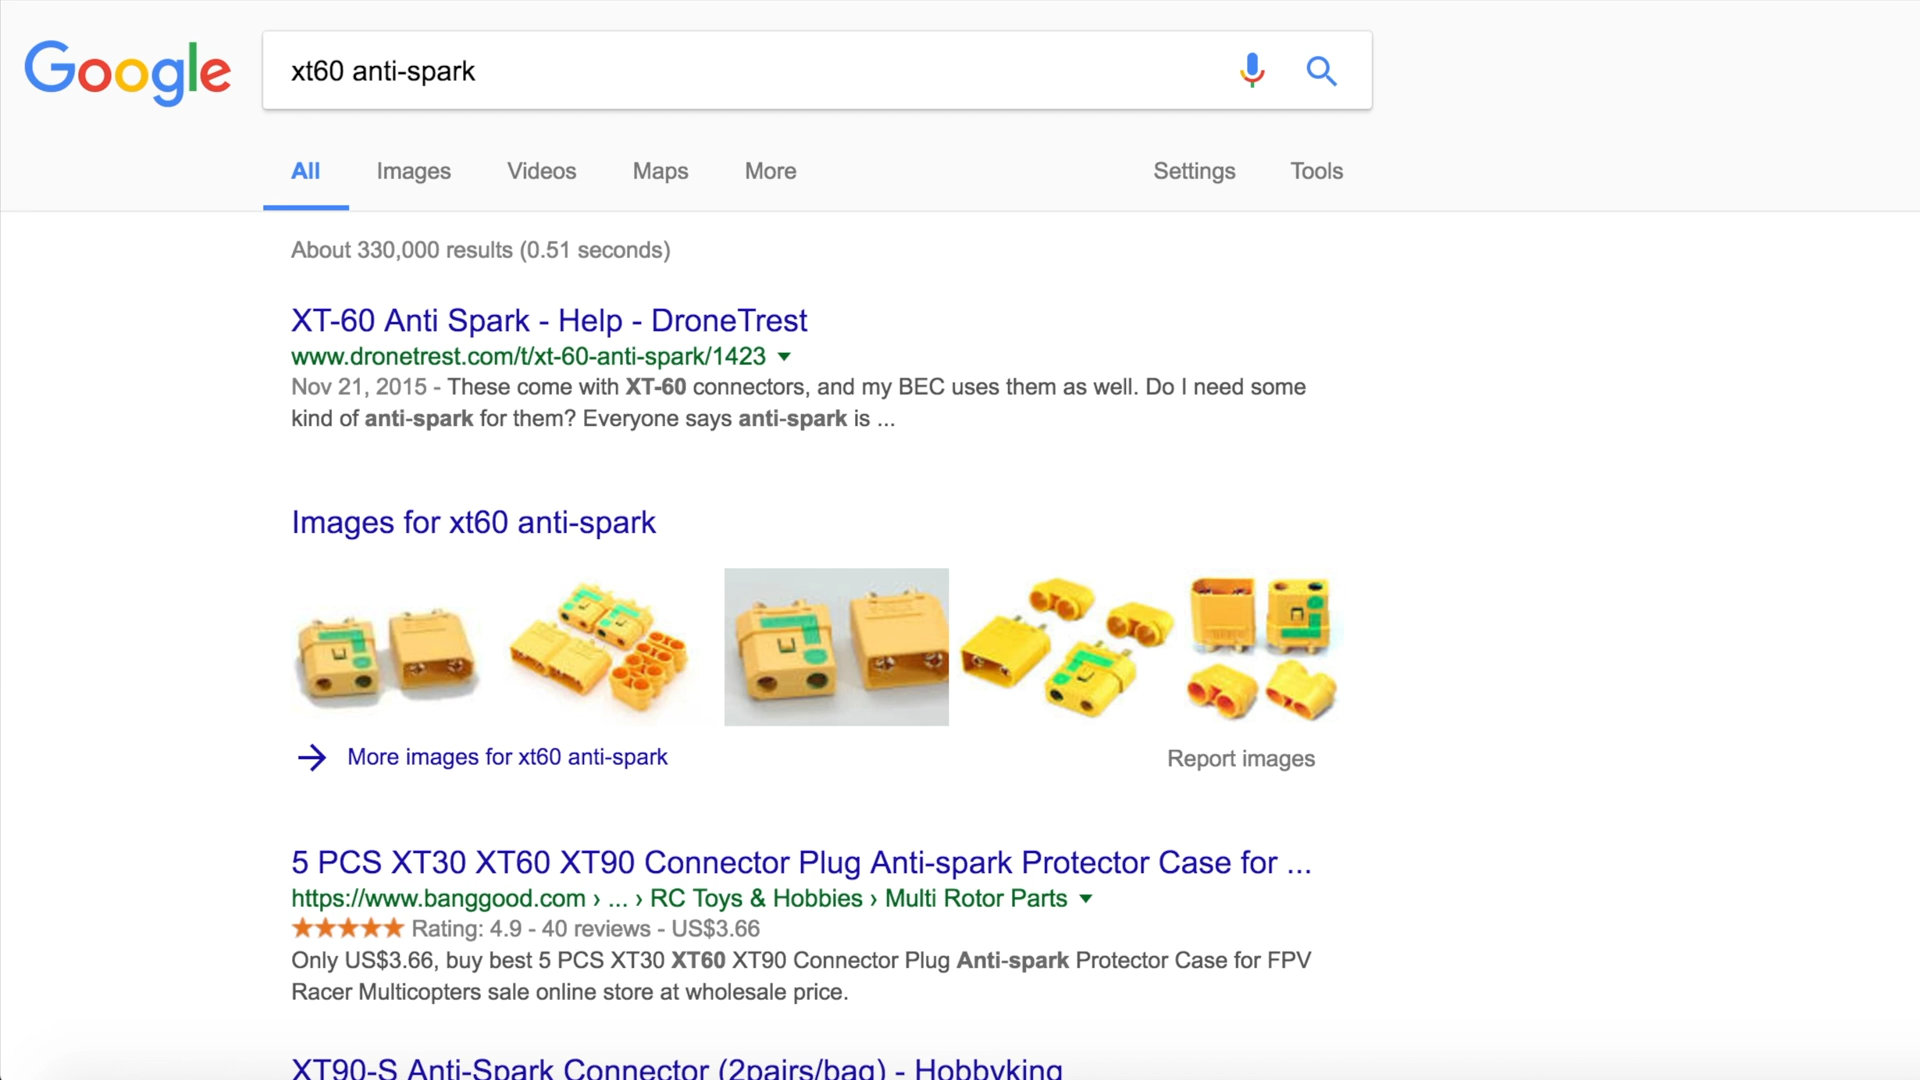 Google
xt60 anti-spark
All Images Videos Maps More Settings Tools
About 330,000 results (0.51 seconds)
XT-60 Anti Spark - Help - DroneTrest
www.dronetrest.com/t/xt-60-anti-spark/1423
Nov 21, 2015 - These come with XT-60 connectors, and my BEC uses them as well. Do I need some
kind of anti-spark for them? Everyone says anti-spark is ...
Images for xt60 anti-spark
More images for xt60 anti-spark
Report images
5 PCS XT30 XT60 XT90 Connector Plug Anti-spark Protector Case for ...
https://www.banggood.com › ... › RC Toys & Hobbies › Multi Rotor Parts
Rating: 4.9 - 40 reviews - US$3.66
Only US$3.66, buy best 5 PCS XT30 XT60 XT90 Connector Plug Anti-spark Protector Case for FPV
Racer Multicopters sale online store at wholesale price.
XT90-S Anti-Spark Connector (2pairs/bag) - Hobbyking